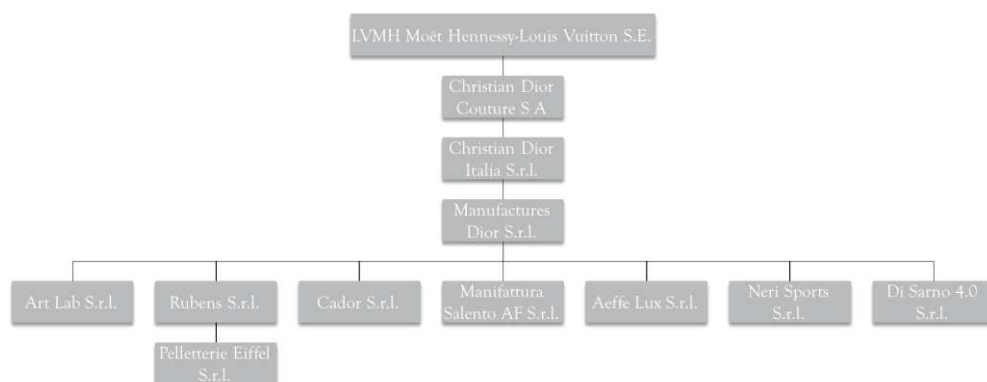 LVMH Moët Hennessy-Louis Vuitton S.E.
Christian Dior
Couture S A
Christian Dior
Italia S.r.l.
Manufactures
Dior S.r.l.
Art Lab S.r.l.
Rubens S.r.l.
Cador S.r.l.
Manifattura
Salento AF S.r.l.
Aeffe Lux S.r.l.
Neri Sports
S.r.l.
Di Sarno 4.0
S.r.l.
Pelletterie Eiffel
S.r.l.